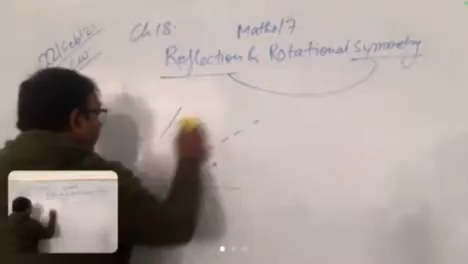 Ch 18. Maths/7
Reflection & Rotational Symmetry